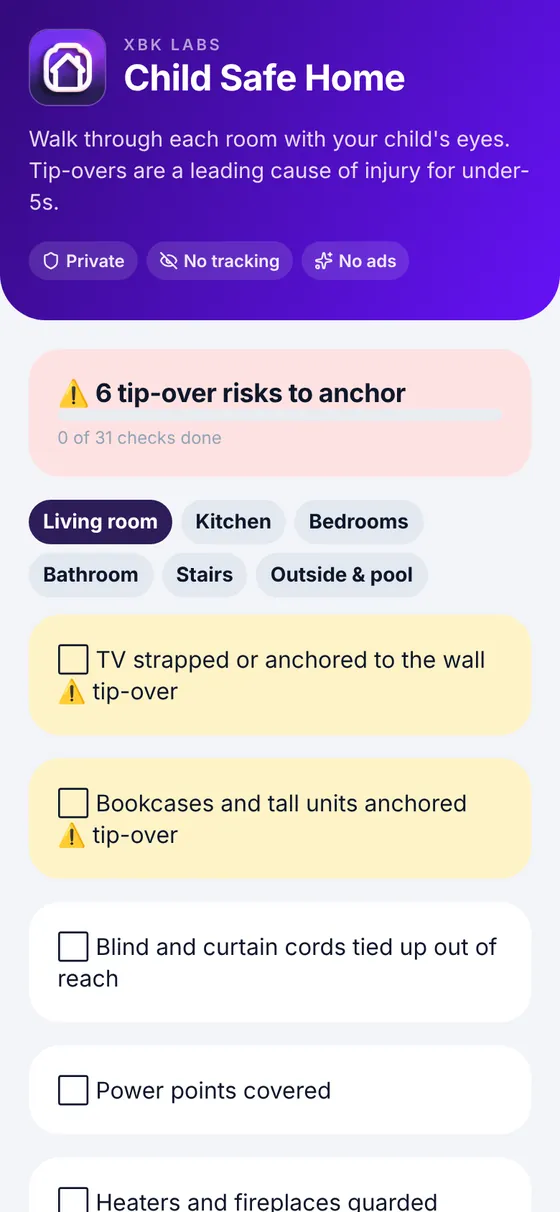 XBK LABS
Child Safe Home
Walk through each room with your child's eyes.
Tip-overs are a leading cause of injury for under-
5s.
Private
No tracking
No ads
⚠️ 6 tip-over risks to anchor
0 of 31 checks done
Living room
Kitchen
Bedrooms
Bathroom
Stairs
Outside & pool
TV strapped or anchored to the wall
⚠️ tip-over
Bookcases and tall units anchored
⚠️ tip-over
Blind and curtain cords tied up out of
reach
Power points covered
Heaters and fireplaces guarded